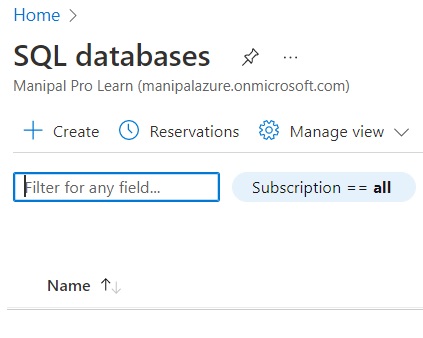 Home
SQL databases
Manipal Pro Learn (manipalazure.onmicrosoft.com)
Create Reservations Manage view
Filter for any field... Subscription == all
Name